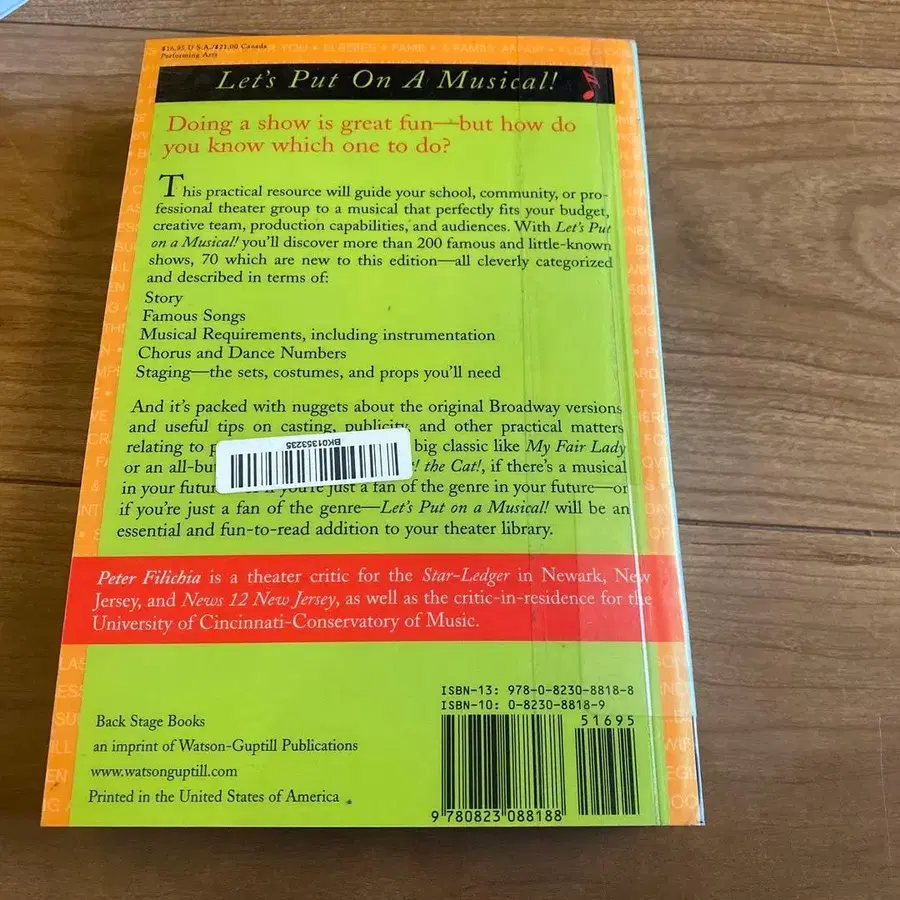 $16.95 U.S.A./$21.00 Canada
Performing Arts
Let's Put On A Musical!
Doing a show is great fun—but how do
you know which one to do?
This practical resource will guide your school, community, or pro-
fessional theater group to a musical that perfectly fits your budget,
creative team, production capabilities, and audiences. With Let's Put
on a Musical! you'll discover more than 200 famous and little-known
shows, 70 which are new to this edition—all cleverly categorized
and described in terms of:
Story
Famous Songs
Musical Requirements, including instrumentation
Chorus and Dance Numbers
Staging—the sets, costumes, and props you'll need
And it's packed with nuggets about the original Broadway versions
and useful tips on casting, publicity, and other practical matters
relating to big classic like My Fair Lady
or an the Cat!, if there's a musical
in your you're just a fan of the genre in your future—or
if you're just a fan of the genre—Let's Put on a Musical! will be an
essential and fun-to-read addition to your theater library.
BK01353235
Peter Filichia is a theater critic for the Star-Ledger in Newark, New
Jersey, and News 12 New Jersey, as well as the critic-in-residence for the
University of Cincinnati-Conservatory of Music.
ISBN-13: 978-0-8230-8818-8
ISBN-10: 0-8230-8818-9
51695
Back Stage Books
an imprint of Watson-Guptill Publications
www.watsonguptill.com
Printed in the United States of America
9 780823 088188